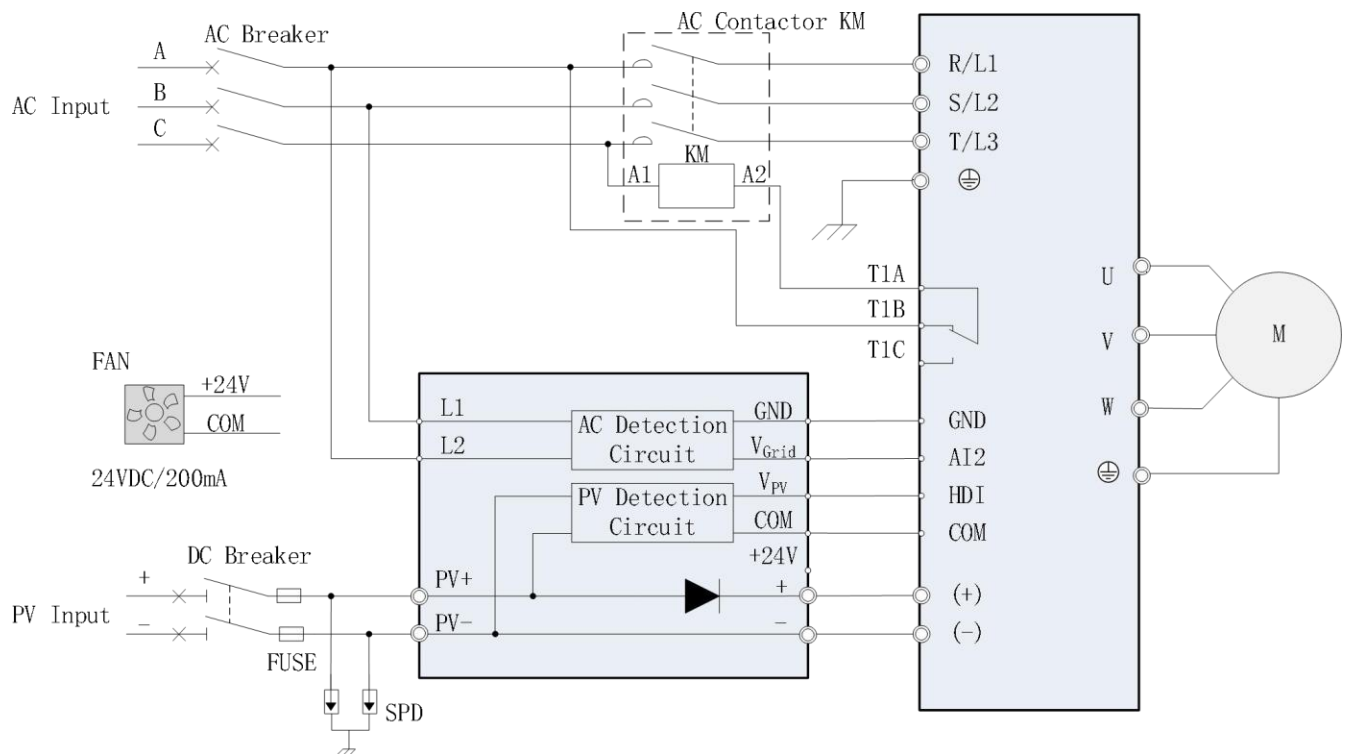 AC Contactor KM
AC Breaker
A
R/L1
AC Input
B
S/L2
C
T/L3
KM
A1
A2
T1A
U
T1B
T1C
V
M
FAN
+24V
COM
24VDC/200mA
L1
AC Detection
Circuit
GND
GND
W
L2
V_Grid
AI2
PV Detection
Circuit
V_PV
HDI
COM
COM
+24V
DC Breaker
+
PV+
+
(+)
PV Input
-
PV-
-
(-)
FUSE
SPD